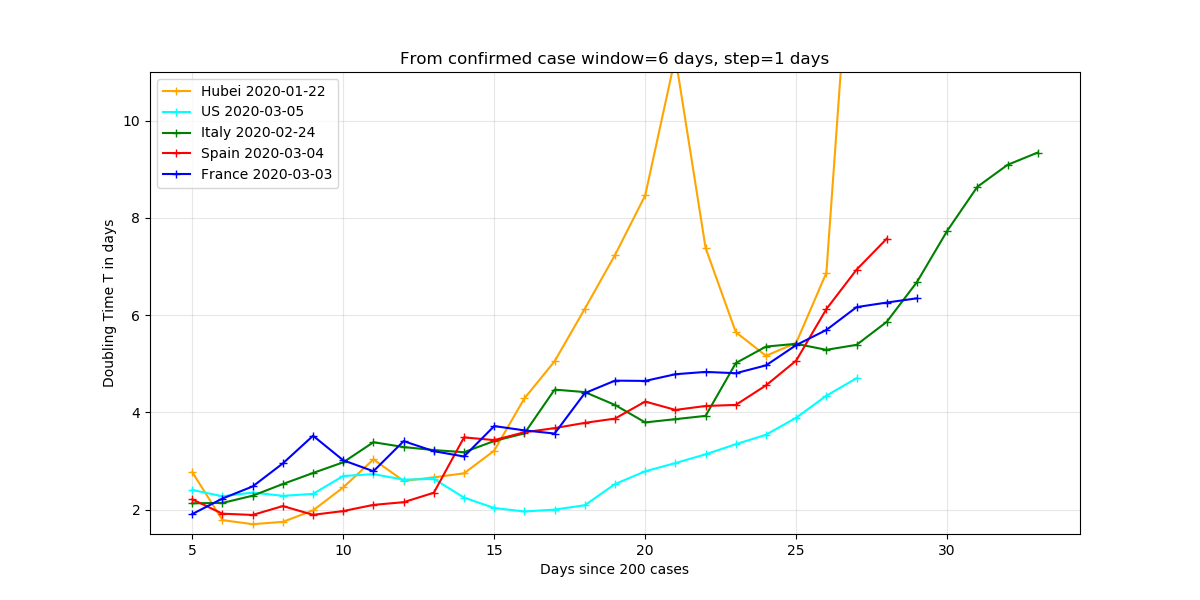 From confirmed case window=6 days, step=1 days
Hubei 2020-01-22
US 2020-03-05
Italy 2020-02-24
Spain 2020-03-04
France 2020-03-03
Doubling Time T in days
10
8
6
4
2
5 10 15 20 25 30
Days since 200 cases